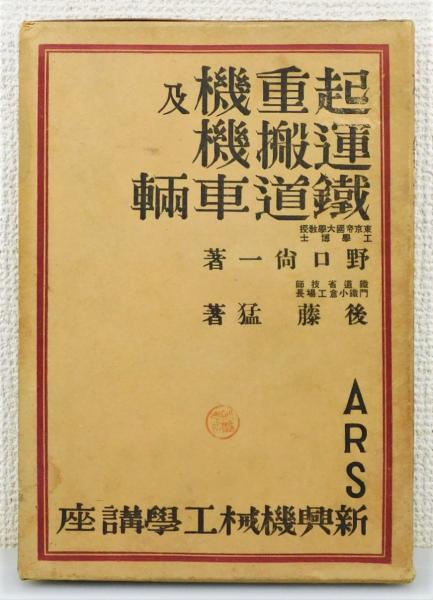 起重機及
運搬機
鐵道車輛
東京帝國大學教授
工學博士
野口尙一著
鐵道省技師
門鐵小倉工場長
後藤猛著
ARS
新興機械工學講座